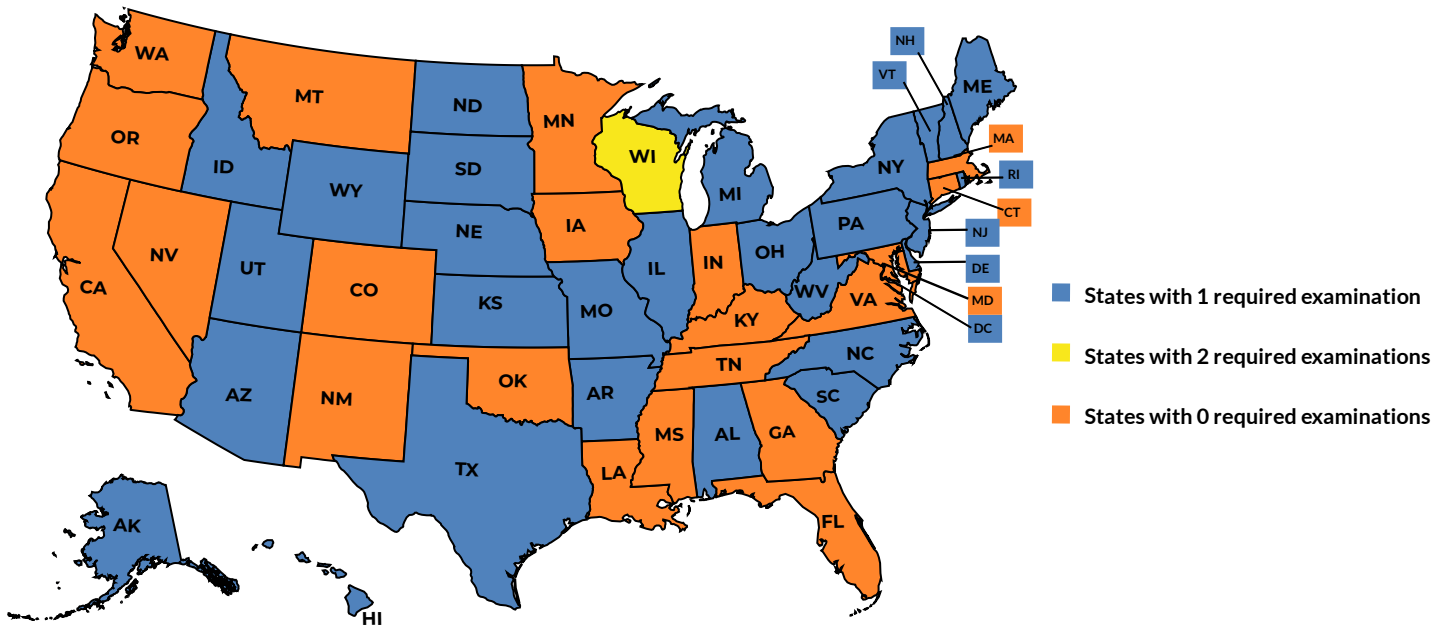 NH
WA
VT
ME
MT
ND
MN
OR
MA
WI
NY
ID
SD
RI
WY
MI
CT
IA
PA
NE
NJ
NV
OH
UT
IL
IN
DE
CA
CO
WV
VA
MD
States with 1 required examination
KS
MO
KY
DC
NC
States with 2 required examinations
TN
OK
AZ
AR
NM
SC
States with 0 required examinations
MS
AL
GA
TX
LA
FL
AK
HI